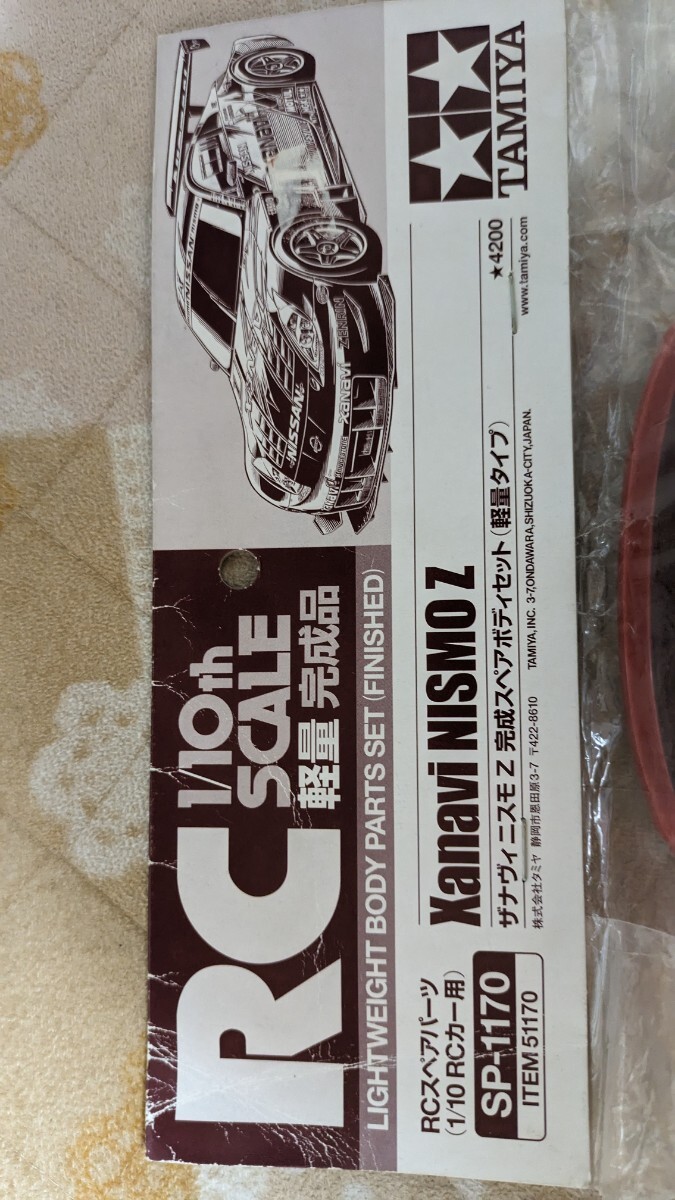 RC 1/10th
SCALE
軽量 完成品
LIGHTWEIGHT BODY PARTS SET (FINISHED)
NISSAN
xanavi
ZENRIN
TAMIYA
RCスペアパーツ
(1/10 RCカー用)
SP-1170
ITEM 51170
Xanavi NISMO Z
ザナヴィ ニスモ Z 完成スペアボディセット (軽量タイプ)
★4200
株式会社タミヤ 静岡市恩田原3-7 〒422-8610 TAMIYA, INC. 3-7,ONDAWARA,SHIZUOKA-CITY,JAPAN.
www.tamiya.com